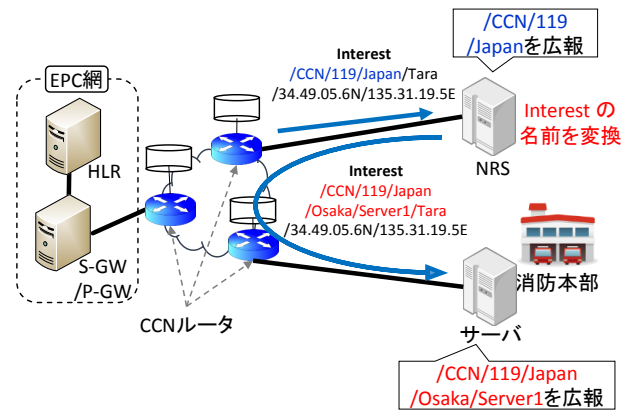 /CCN/119
/Japanを広報
Interest
/CCN/119/Japan/Tara
/34.49.05.6N/135.31.19.5E
EPC網
HLR
S-GW
/P-GW
CCNルータ
NRS
Interest の
名前を変換
Interest
/CCN/119/Japan
/Osaka/Server1/Tara
/34.49.05.6N/135.31.19.5E
消防本部
サーバ
/CCN/119/Japan
/Osaka/Server1を広報